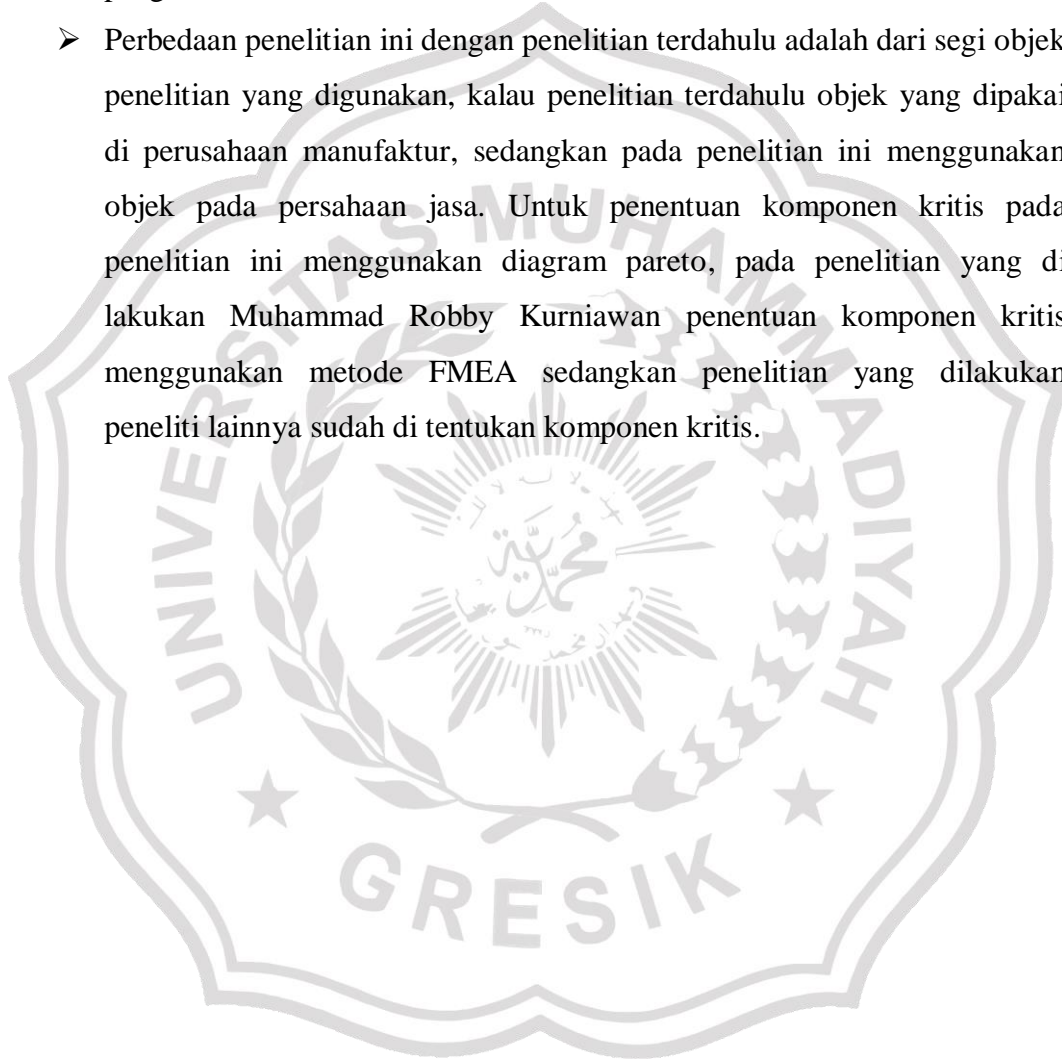 ➢ Perbedaan penelitian ini dengan penelitian terdahulu adalah dari segi objek
penelitian yang digunakan, kalau penelitian terdahulu objek yang dipakai
di perusahaan manufaktur, sedangkan pada penelitian ini menggunakan
objek pada persahaan jasa. Untuk penentuan komponen kritis pada
penelitian ini menggunakan diagram pareto, pada penelitian yang di
lakukan Muhammad Robby Kurniawan penentuan komponen kritis
menggunakan metode FMEA sedangkan penelitian yang dilakukan
peneliti lainnya sudah di tentukan komponen kritis.
UNIVERSITAS MUHAMMADIYAH
GRESIK